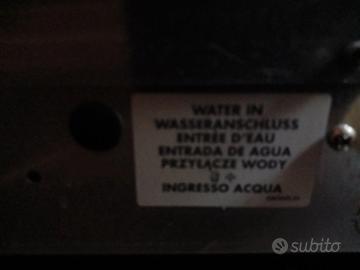 WATER IN
WASSERANSCHLUSS
ENTRÉE D'EAU
ENTRADA DE AGUA
PRZYŁĄCZE WODY
INGRESSO ACQUA
subito